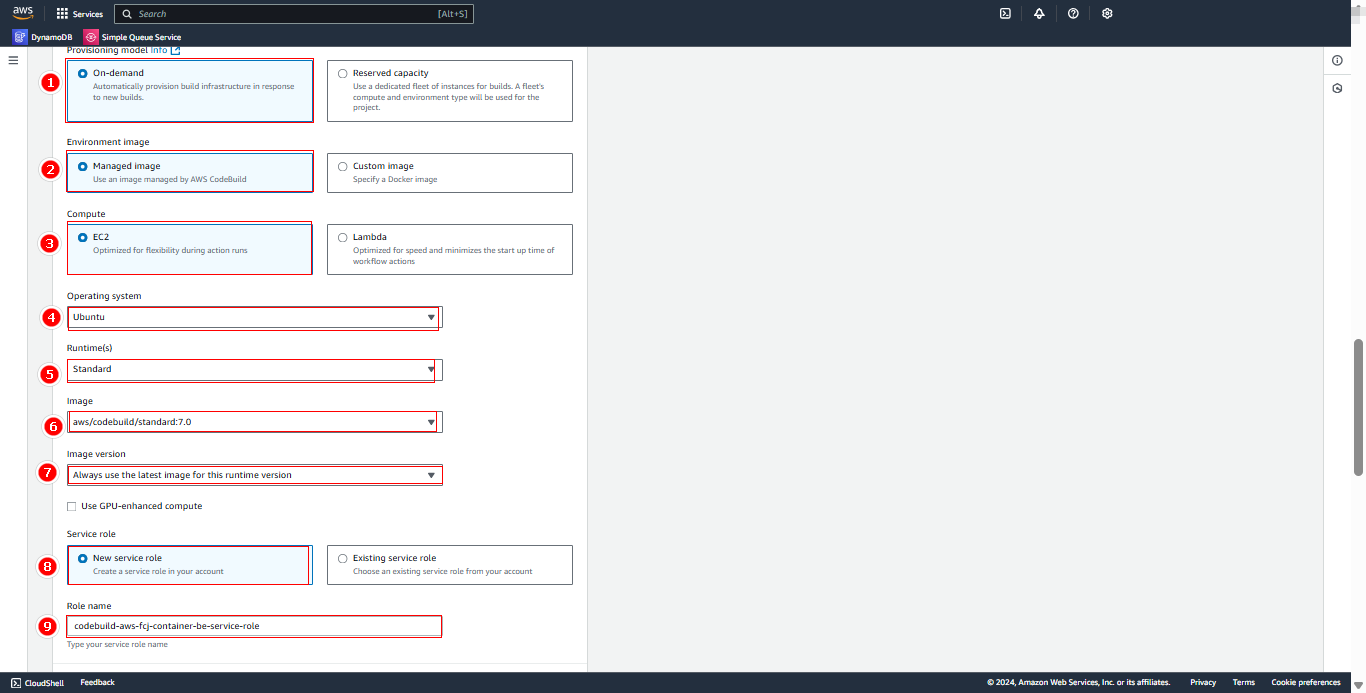 aws
Services
Search
[Alt+S]
DynamoDB
Simple Queue Service
Provisioning model Info
1
On-demand
Automatically provision build infrastructure in response
to new builds.
Reserved capacity
Use a dedicated fleet of instances for builds. A fleet's
compute and environment type will be used for the
project.
Environment image
2
Managed image
Use an image managed by AWS CodeBuild
Custom image
Specify a Docker image
Compute
3
EC2
Optimized for flexibility during action runs
Lambda
Optimized for speed and minimizes the start up time of
workflow actions
Operating system
4
Ubuntu
Runtime(s)
5
Standard
Image
6
aws/codebuild/standard:7.0
Image version
7
Always use the latest image for this runtime version
Use GPU-enhanced compute
Service role
8
New service role
Create a service role in your account
Existing service role
Choose an existing service role from your account
Role name
9
codebuild-aws-fcj-container-be-service-role
Type your service role name
CloudShell
Feedback
© 2024, Amazon Web Services, Inc. or its affiliates.
Privacy
Terms
Cookie preferences